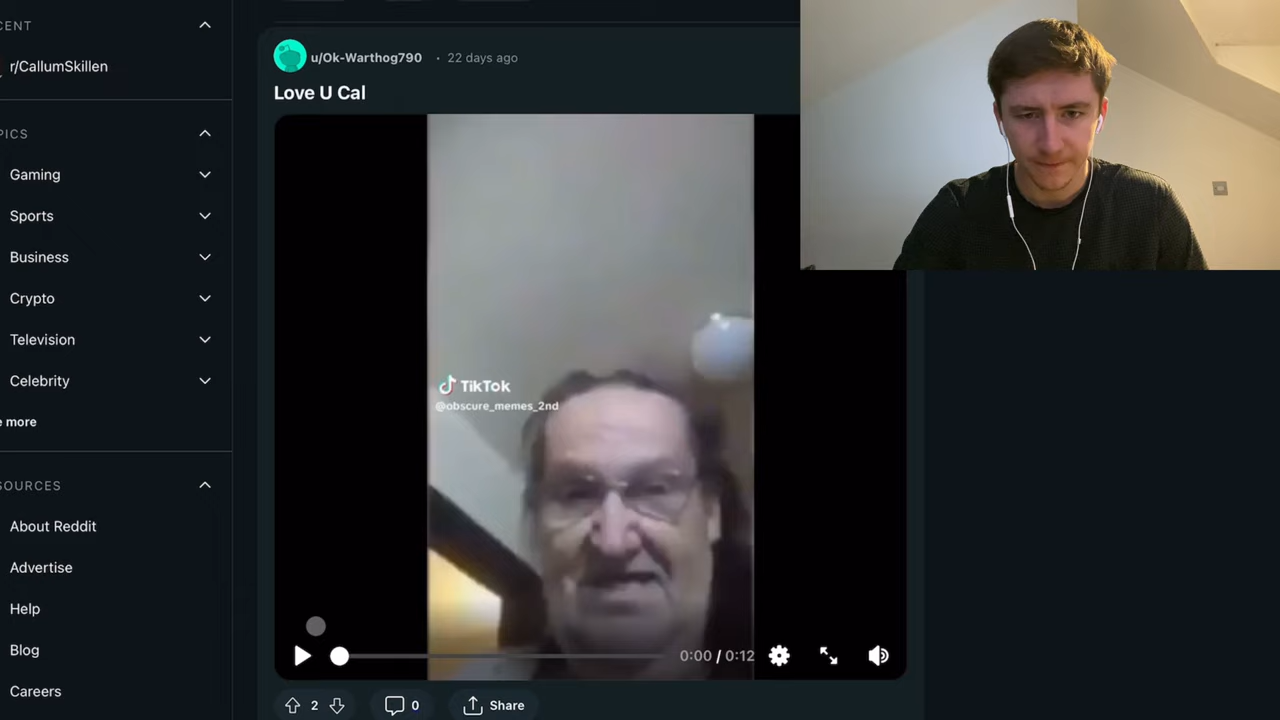 CENT
r/CallumSkillen
PICS
Gaming
Sports
Business
Crypto
Television
Celebrity
e more
SOURCES
About Reddit
Advertise
Help
Blog
Careers
u/Ok-Warthog790 • 22 days ago
Love U Cal
TikTok
@obscure_memes_2nd
0:00 / 0:12
2
0
Share